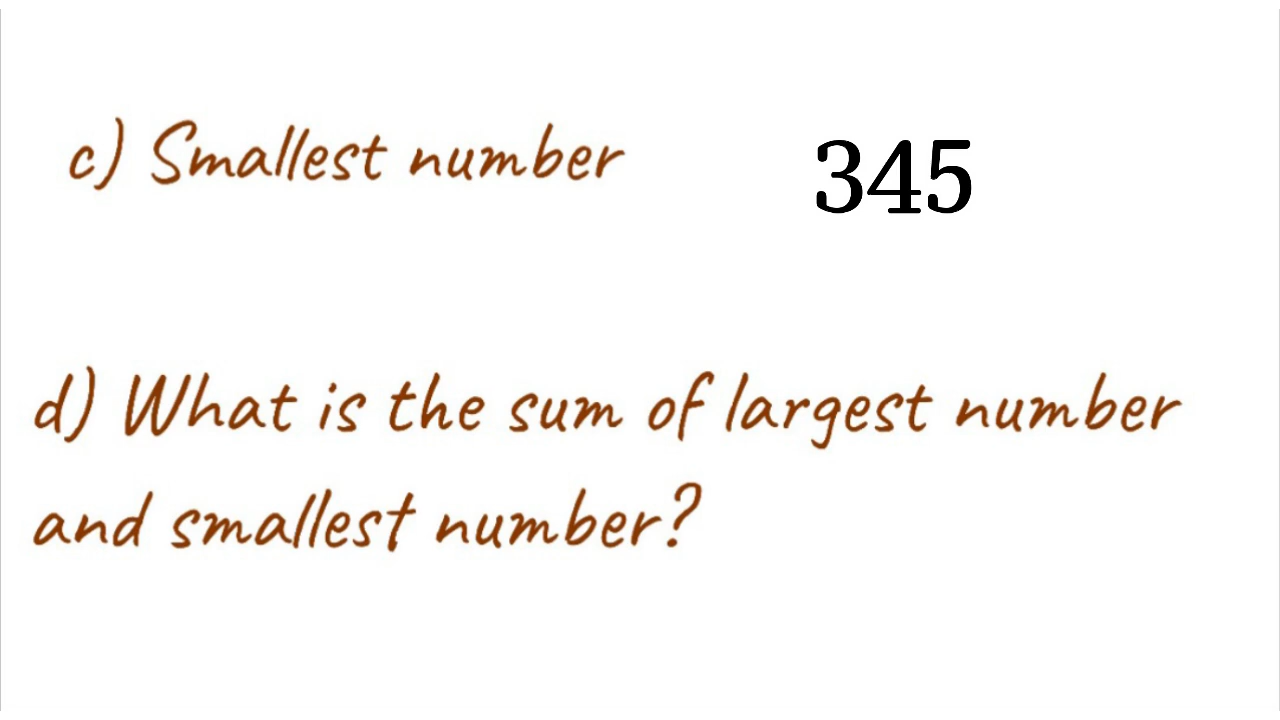 c) Smallest number 345
d) What is the sum of largest number
and smallest number?